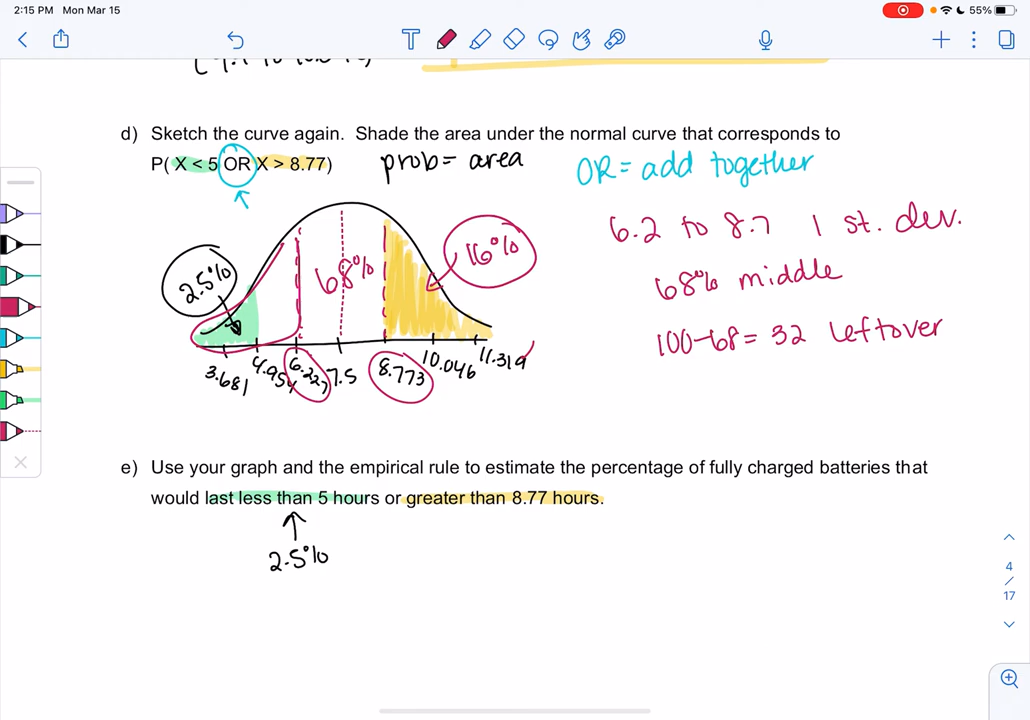 2:15 PM Mon Mar 15
55%
T
d) Sketch the curve again. Shade the area under the normal curve that corresponds to
P( X < 5 OR X > 8.77)
prob = area
OR = add together
6.2 to 8.7 1 st. dev.
68% middle
100-68 = 32 leftover
2.5%
68%
16%
3.681 4.954 6.227 7.5 8.773 10.046 11.319
e) Use your graph and the empirical rule to estimate the percentage of fully charged batteries that
would last less than 5 hours or greater than 8.77 hours.
2.5%
4
/
17